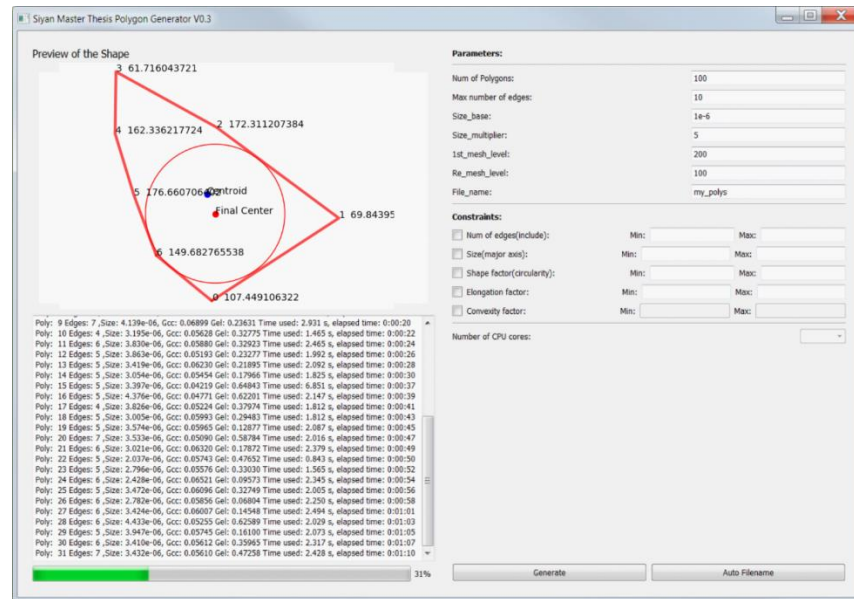 Siyan Master Thesis Polygon Generator V0.3
Preview of the Shape
3 61.716043721
2 172.311207384
4 162.336217724
5 176.660706
Centroid
Final Center
1 69.84395
6 149.682765538
0 107.449106322
Poly: 9 Edges: 7 ,Size: 4.139e-06, Gcc: 0.06899 Gel: 0.23631 Time used: 2.931 s, elapsed time: 0:00:20
Poly: 10 Edges: 4 ,Size: 3.195e-06, Gcc: 0.05628 Gel: 0.32775 Time used: 1.465 s, elapsed time: 0:00:22
Poly: 11 Edges: 6 ,Size: 3.830e-06, Gcc: 0.05880 Gel: 0.32923 Time used: 2.465 s, elapsed time: 0:00:24
Poly: 12 Edges: 5 ,Size: 3.863e-06, Gcc: 0.05193 Gel: 0.23277 Time used: 1.992 s, elapsed time: 0:00:26
Poly: 13 Edges: 5 ,Size: 3.419e-06, Gcc: 0.06230 Gel: 0.21895 Time used: 2.092 s, elapsed time: 0:00:28
Poly: 14 Edges: 5 ,Size: 3.054e-06, Gcc: 0.05454 Gel: 0.17966 Time used: 1.825 s, elapsed time: 0:00:30
Poly: 15 Edges: 5 ,Size: 3.397e-06, Gcc: 0.04219 Gel: 0.64843 Time used: 6.851 s, elapsed time: 0:00:37
Poly: 16 Edges: 5 ,Size: 4.376e-06, Gcc: 0.04771 Gel: 0.62201 Time used: 2.147 s, elapsed time: 0:00:39
Poly: 17 Edges: 4 ,Size: 3.826e-06, Gcc: 0.05224 Gel: 0.37974 Time used: 1.812 s, elapsed time: 0:00:41
Poly: 18 Edges: 6 ,Size: 3.005e-06, Gcc: 0.05993 Gel: 0.29483 Time used: 1.812 s, elapsed time: 0:00:43
Poly: 19 Edges: 5 ,Size: 3.574e-06, Gcc: 0.05965 Gel: 0.12877 Time used: 2.087 s, elapsed time: 0:00:45
Poly: 20 Edges: 7 ,Size: 3.533e-06, Gcc: 0.05090 Gel: 0.58784 Time used: 2.016 s, elapsed time: 0:00:47
Poly: 21 Edges: 6 ,Size: 3.021e-06, Gcc: 0.06320 Gel: 0.17872 Time used: 2.379 s, elapsed time: 0:00:49
Poly: 22 Edges: 5 ,Size: 2.037e-06, Gcc: 0.05743 Gel: 0.47652 Time used: 0.843 s, elapsed time: 0:00:50
Poly: 23 Edges: 5 ,Size: 2.796e-06, Gcc: 0.05576 Gel: 0.33030 Time used: 1.565 s, elapsed time: 0:00:52
Poly: 24 Edges: 6 ,Size: 2.428e-06, Gcc: 0.06521 Gel: 0.09573 Time used: 2.345 s, elapsed time: 0:00:54
Poly: 25 Edges: 5 ,Size: 3.472e-06, Gcc: 0.06096 Gel: 0.32749 Time used: 2.005 s, elapsed time: 0:00:56
Poly: 26 Edges: 6 ,Size: 2.782e-06, Gcc: 0.05856 Gel: 0.06804 Time used: 2.250 s, elapsed time: 0:00:58
Poly: 27 Edges: 6 ,Size: 3.424e-06, Gcc: 0.06007 Gel: 0.14548 Time used: 2.494 s, elapsed time: 0:01:01
Poly: 28 Edges: 6 ,Size: 4.433e-06, Gcc: 0.05255 Gel: 0.62589 Time used: 2.029 s, elapsed time: 0:01:03
Poly: 29 Edges: 5 ,Size: 3.947e-06, Gcc: 0.05745 Gel: 0.16100 Time used: 2.073 s, elapsed time: 0:01:05
Poly: 30 Edges: 6 ,Size: 3.410e-06, Gcc: 0.05612 Gel: 0.35965 Time used: 2.317 s, elapsed time: 0:01:07
Poly: 31 Edges: 7 ,Size: 3.432e-06, Gcc: 0.05610 Gel: 0.47258 Time used: 2.428 s, elapsed time: 0:01:10
31%
Parameters:
Num of Polygons: 100
Max number of edges: 10
Size_base: 1e-6
Size_multiplier: 5
1st_mesh_level: 200
Re_mesh_level: 100
File_name: my_polys
Constraints:
Num of edges(include): Min: Max:
Size(major axis): Min: Max:
Shape factor(circularity): Min: Max:
Elongation factor: Min: Max:
Convexity factor: Min: Max:
Number of CPU cores:
Generate Auto Filename